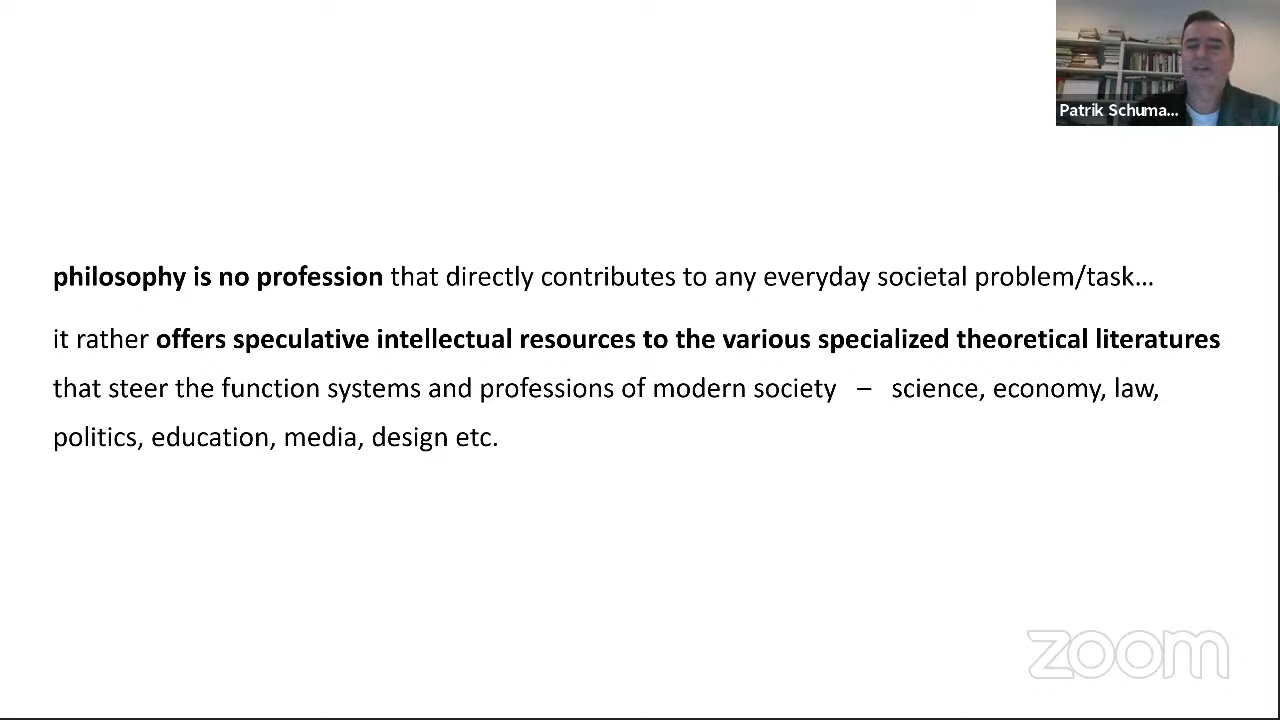 Patrik Schuma...
philosophy is no profession that directly contributes to any everyday societal problem/task…
it rather offers speculative intellectual resources to the various specialized theoretical literatures
that steer the function systems and professions of modern society – science, economy, law,
politics, education, media, design etc.
zoom